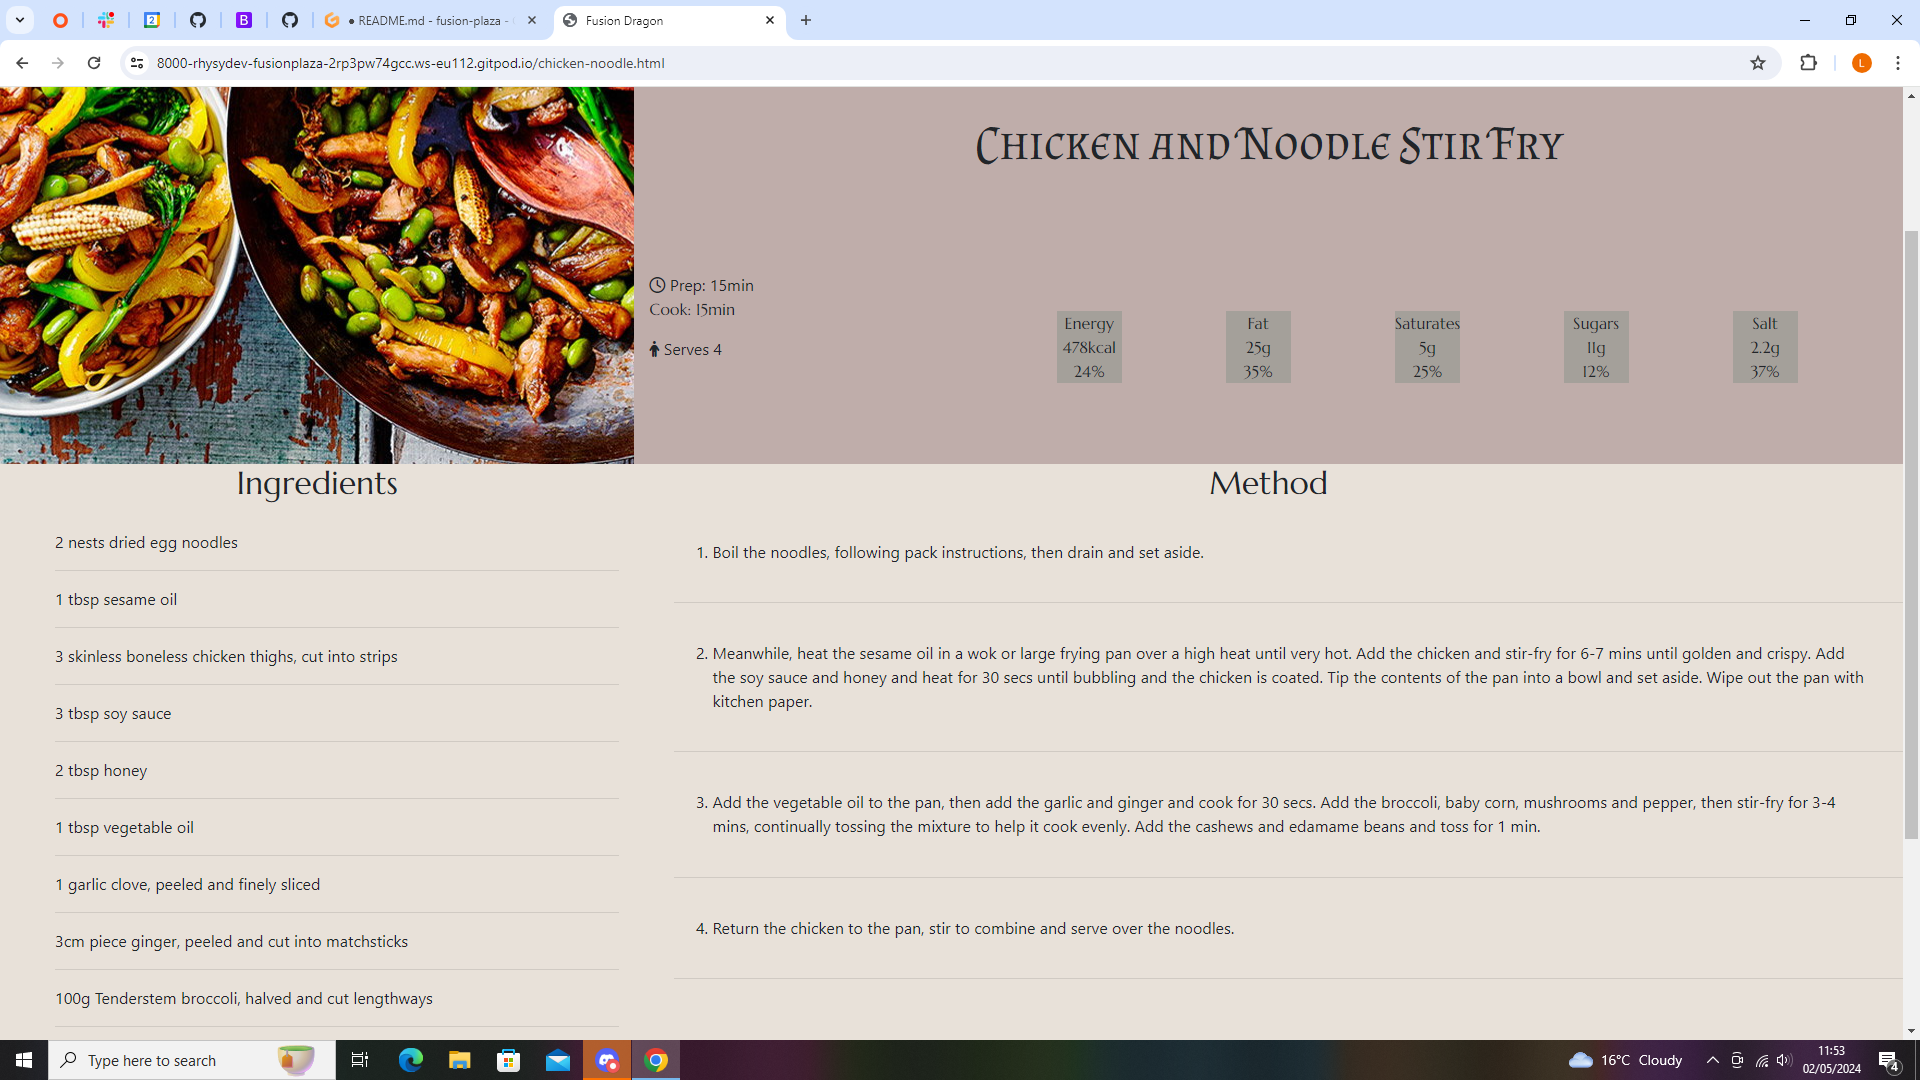 2
B
README.md - fusion-plaza -
Fusion Dragon
8000-rhysydev-fusionplaza-2rp3pw74gcc.ws-eu112.gitpod.io/chicken-noodle.html
L
Chicken and Noodle Stir Fry
Prep: 15min
Cook: 15min
Serves 4
Energy
478kcal
24%
Fat
25g
35%
Saturates
5g
25%
Sugars
11g
12%
Salt
2.2g
37%
Ingredients
2 nests dried egg noodles
1 tbsp sesame oil
3 skinless boneless chicken thighs, cut into strips
3 tbsp soy sauce
2 tbsp honey
1 tbsp vegetable oil
1 garlic clove, peeled and finely sliced
3cm piece ginger, peeled and cut into matchsticks
100g Tenderstem broccoli, halved and cut lengthways
Method
1. Boil the noodles, following pack instructions, then drain and set aside.
2. Meanwhile, heat the sesame oil in a wok or large frying pan over a high heat until very hot. Add the chicken and stir-fry for 6-7 mins until golden and crispy. Add
the soy sauce and honey and heat for 30 secs until bubbling and the chicken is coated. Tip the contents of the pan into a bowl and set aside. Wipe out the pan with
kitchen paper.
3. Add the vegetable oil to the pan, then add the garlic and ginger and cook for 30 secs. Add the broccoli, baby corn, mushrooms and pepper, then stir-fry for 3-4
mins, continually tossing the mixture to help it cook evenly. Add the cashews and edamame beans and toss for 1 min.
4. Return the chicken to the pan, stir to combine and serve over the noodles.
Type here to search
16°C Cloudy
11:53
02/05/2024
4